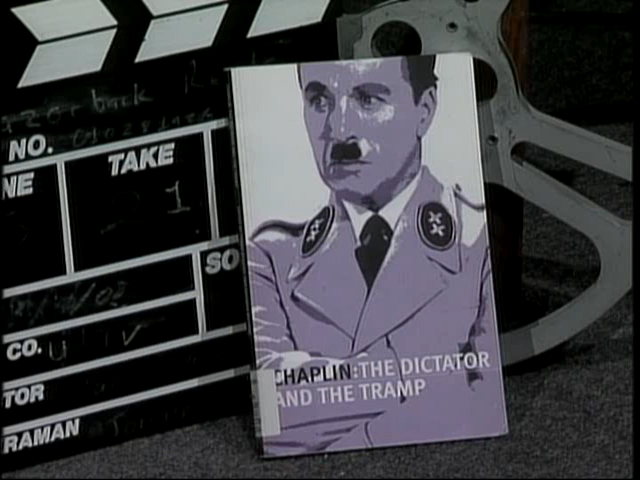 NO.
TAKE
NE
1
SO
CO.
TOR
RAMAN
CHAPLIN:THE DICTATOR
AND THE TRAMP